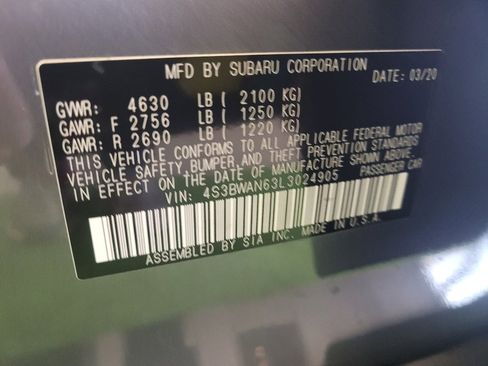 MFD BY SUBARU CORPORATION
DATE: 03/20
GVWR: 4630 LB ( 2100 KG)
GAWR: F 2756 LB ( 1250 KG)
GAWR: R 2690 LB ( 1220 KG)
THIS VEHICLE CONFORMS TO ALL APPLICABLE FEDERAL MOTOR
VEHICLE SAFETY,BUMPER,AND THEFT PREVENTION STANDARDS
IN EFFECT ON THE DATE OF MANUFACTURE SHOWN ABOVE.
VIN: 4S3BWAN63L3024905 PASSENGER CAR
ASSEMBLED BY SIA INC. MADE IN U.S.A.